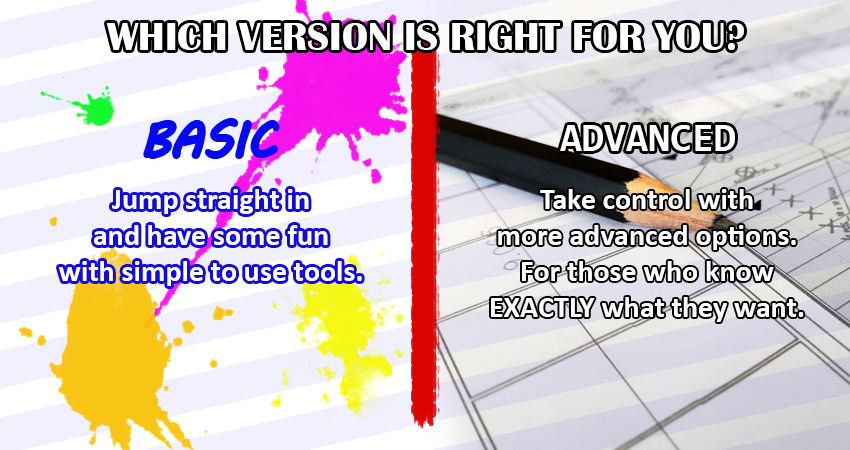 WHICH VERSION IS RIGHT FOR YOU?
BASIC
Jump straight in
and have some fun
with simple to use tools.
ADVANCED
Take control with
more advanced options.
For those who know
EXACTLY what they want.